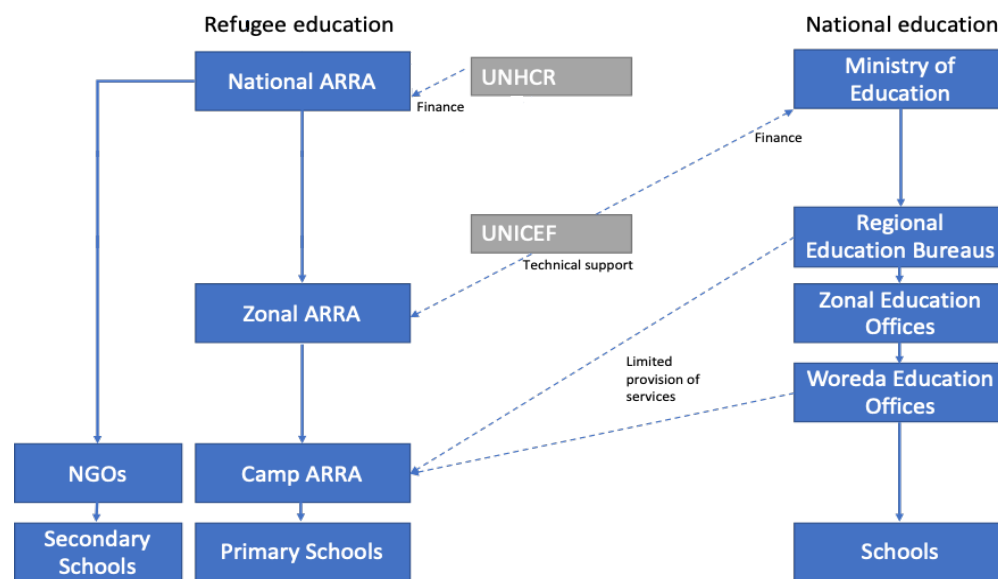 Refugee education
National education
National ARRA
UNHCR
Ministry of
Education
Finance
Finance
UNICEF
Technical support
Regional
Education Bureaus
Zonal ARRA
Zonal Education
Offices
Limited
provision of
services
Woreda Education
Offices
NGOs
Camp ARRA
Secondary
Schools
Primary Schools
Schools